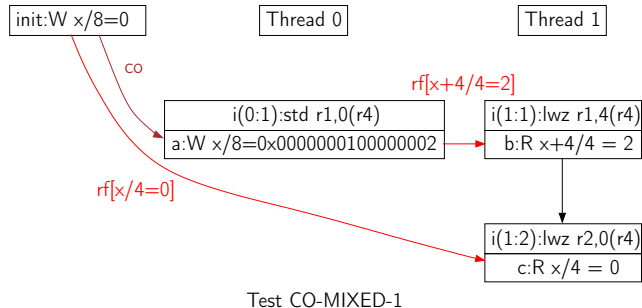 init:W x/8=0
Thread 0
Thread 1
co
rf[x+4/4=2]
i(0:1):std r1,0(r4)
a:W x/8=0x0000000100000002
i(1:1):lwz r1,4(r4)
b:R x+4/4 = 2
rf[x/4=0]
i(1:2):lwz r2,0(r4)
c:R x/4 = 0
Test CO-MIXED-1